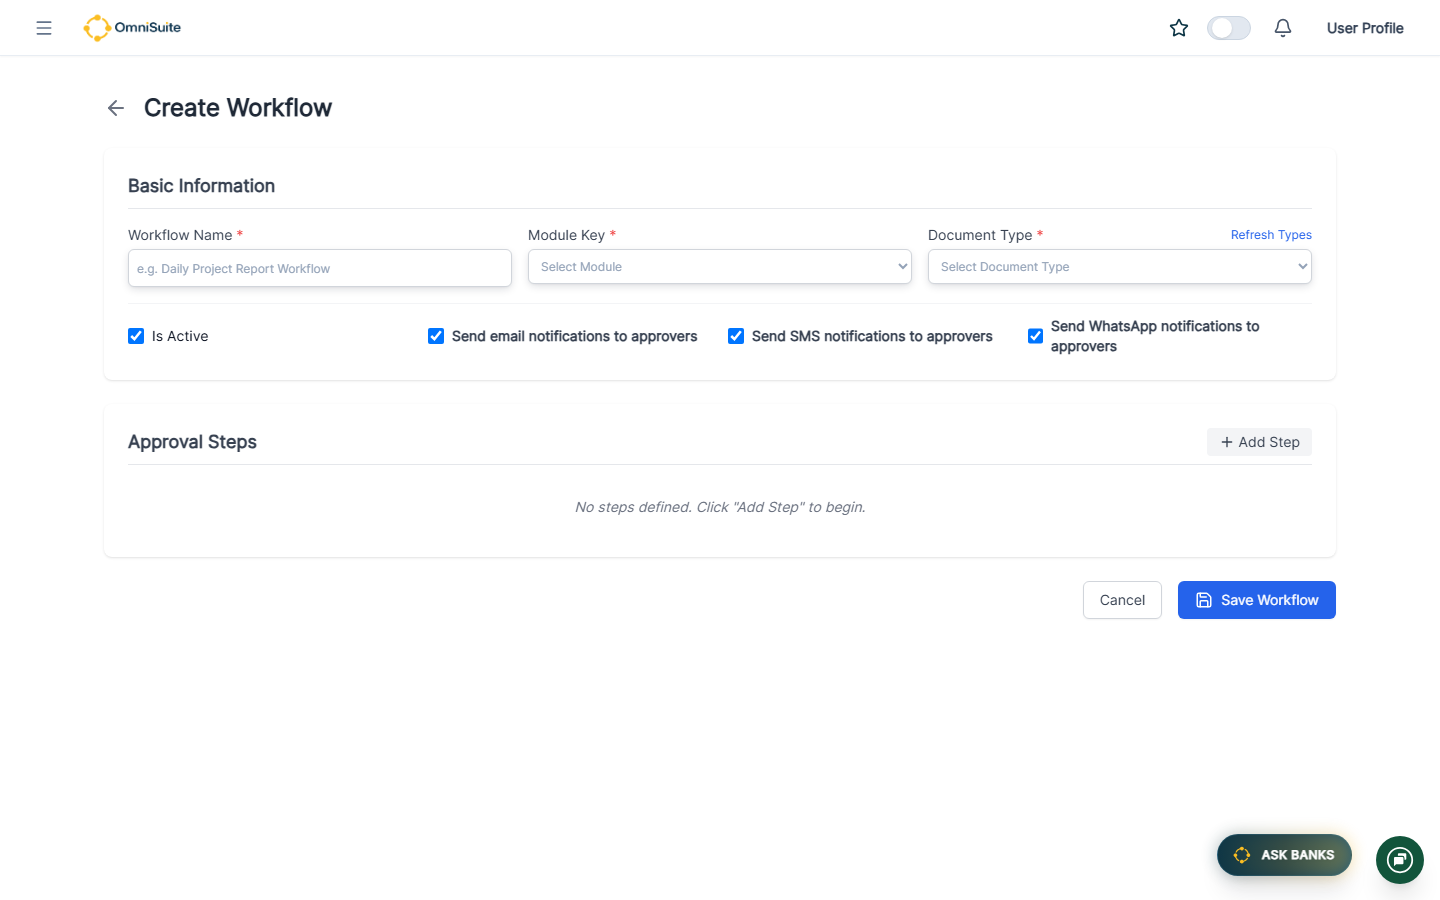 OmniSuite
User Profile
Create Workflow
Basic Information
Workflow Name *
Module Key *
Document Type *
Refresh Types
e.g. Daily Project Report Workflow
Select Module
Select Document Type
Is Active
Send email notifications to approvers
Send SMS notifications to approvers
Send WhatsApp notifications to
approvers
Approval Steps
+ Add Step
No steps defined. Click "Add Step" to begin.
Cancel
Save Workflow
ASK BANKS